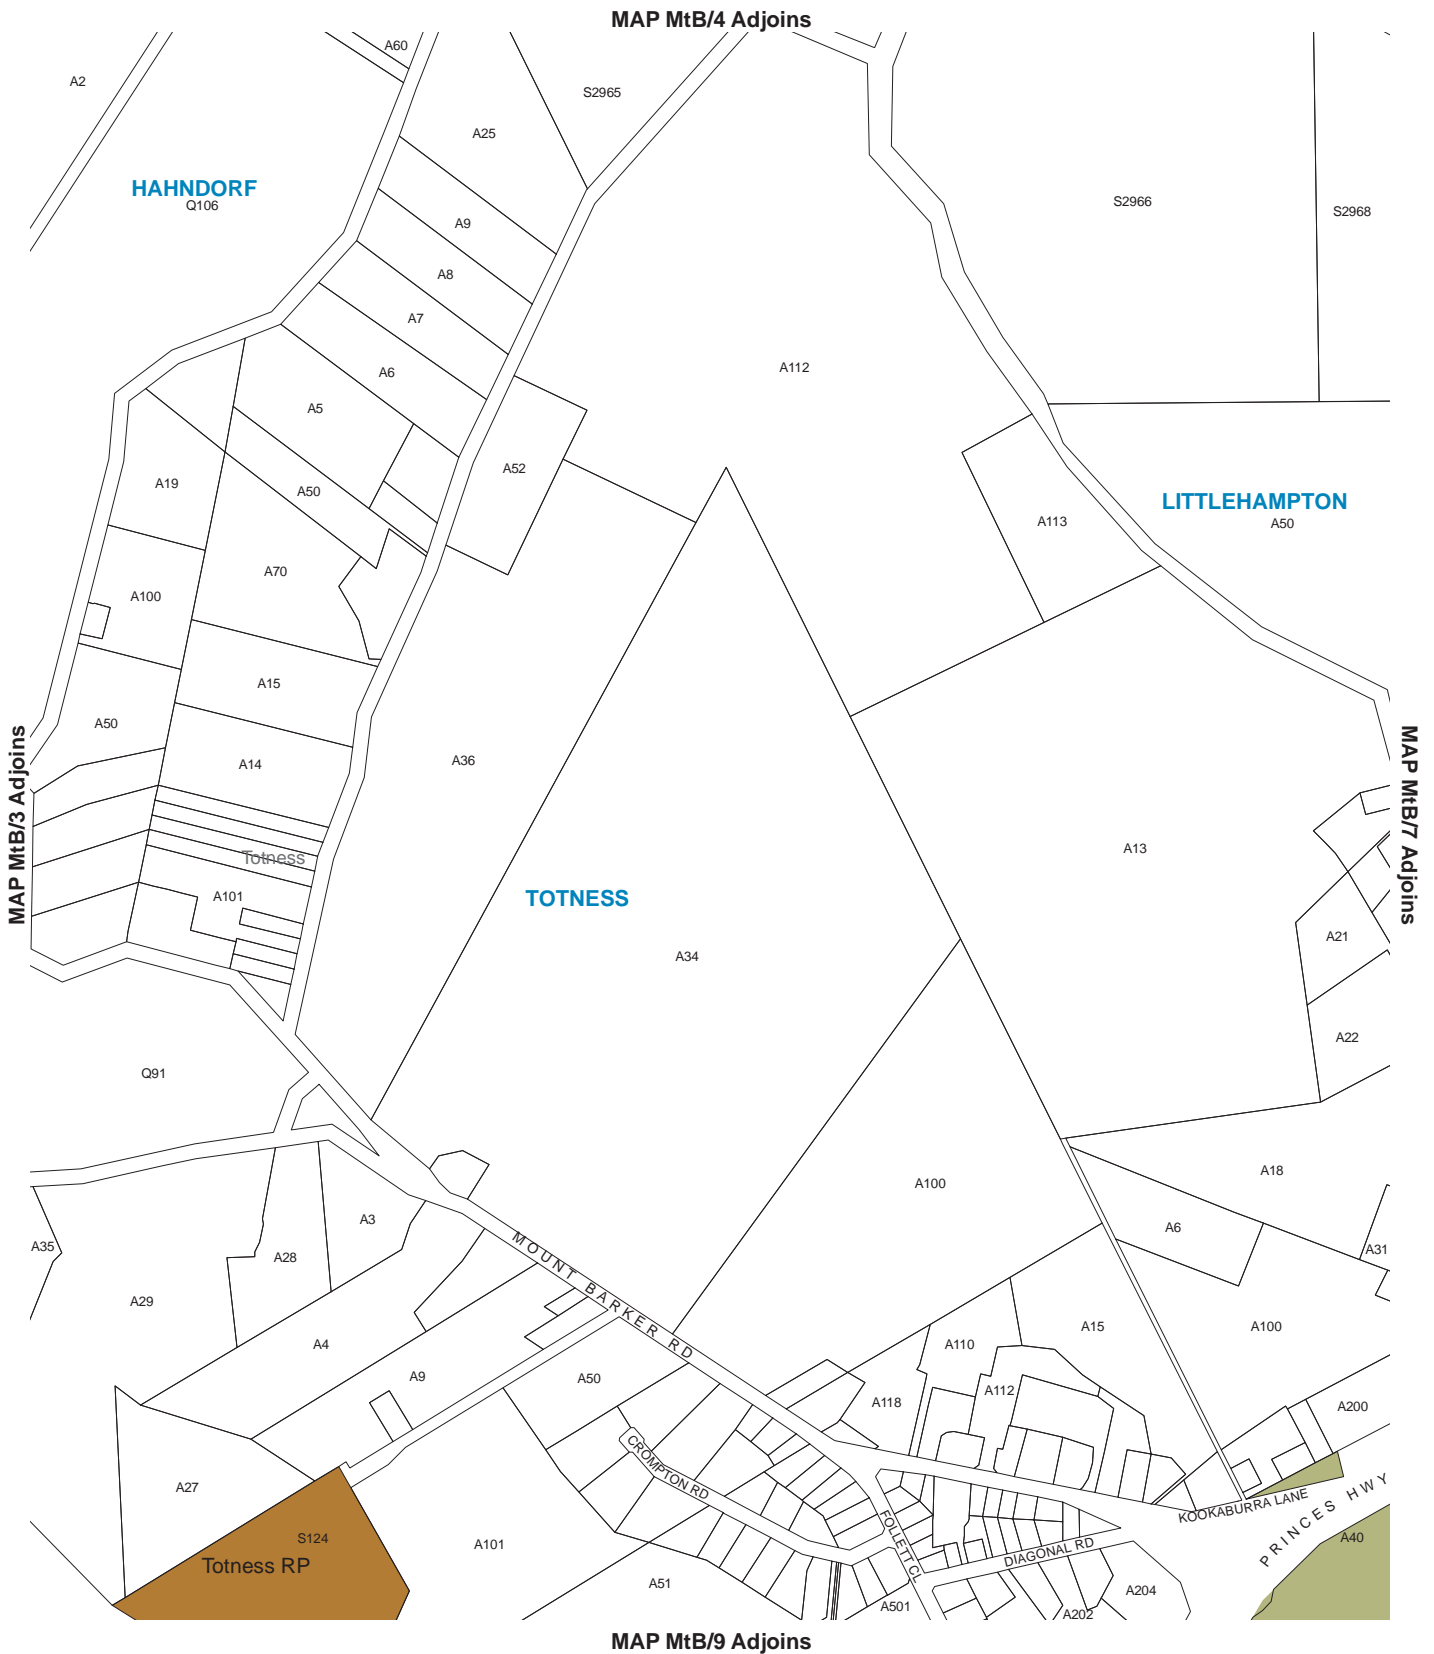 MAP MtB/4 Adjoins
A60
A2
S2965
A25
HAHNDORF
Q106
S2966
S2968
A9
A8
A7
A112
A6
A5
A52
A19
A50
LITTLEHAMPTON
A50
A113
A70
A100
A15
A50
A14
A36
MAP MtB/3 Adjoins
MAP MtB/7 Adjoins
A13
Totness
A101
TOTNESS
A21
A34
A22
Q91
A18
A100
A3
A6
A35
A28
A31
MOUNT BARKER RD
A29
A4
A110
A15
A100
A9
A50
A112
A118
A200
CROMPTON RD
A27
KOOKABURRA LANE
PRINCES HWY
S124
Totness RP
A101
FOLLETT CL
DIAGONAL RD
A40
A51
A204
A501
A202
MAP MtB/9 Adjoins